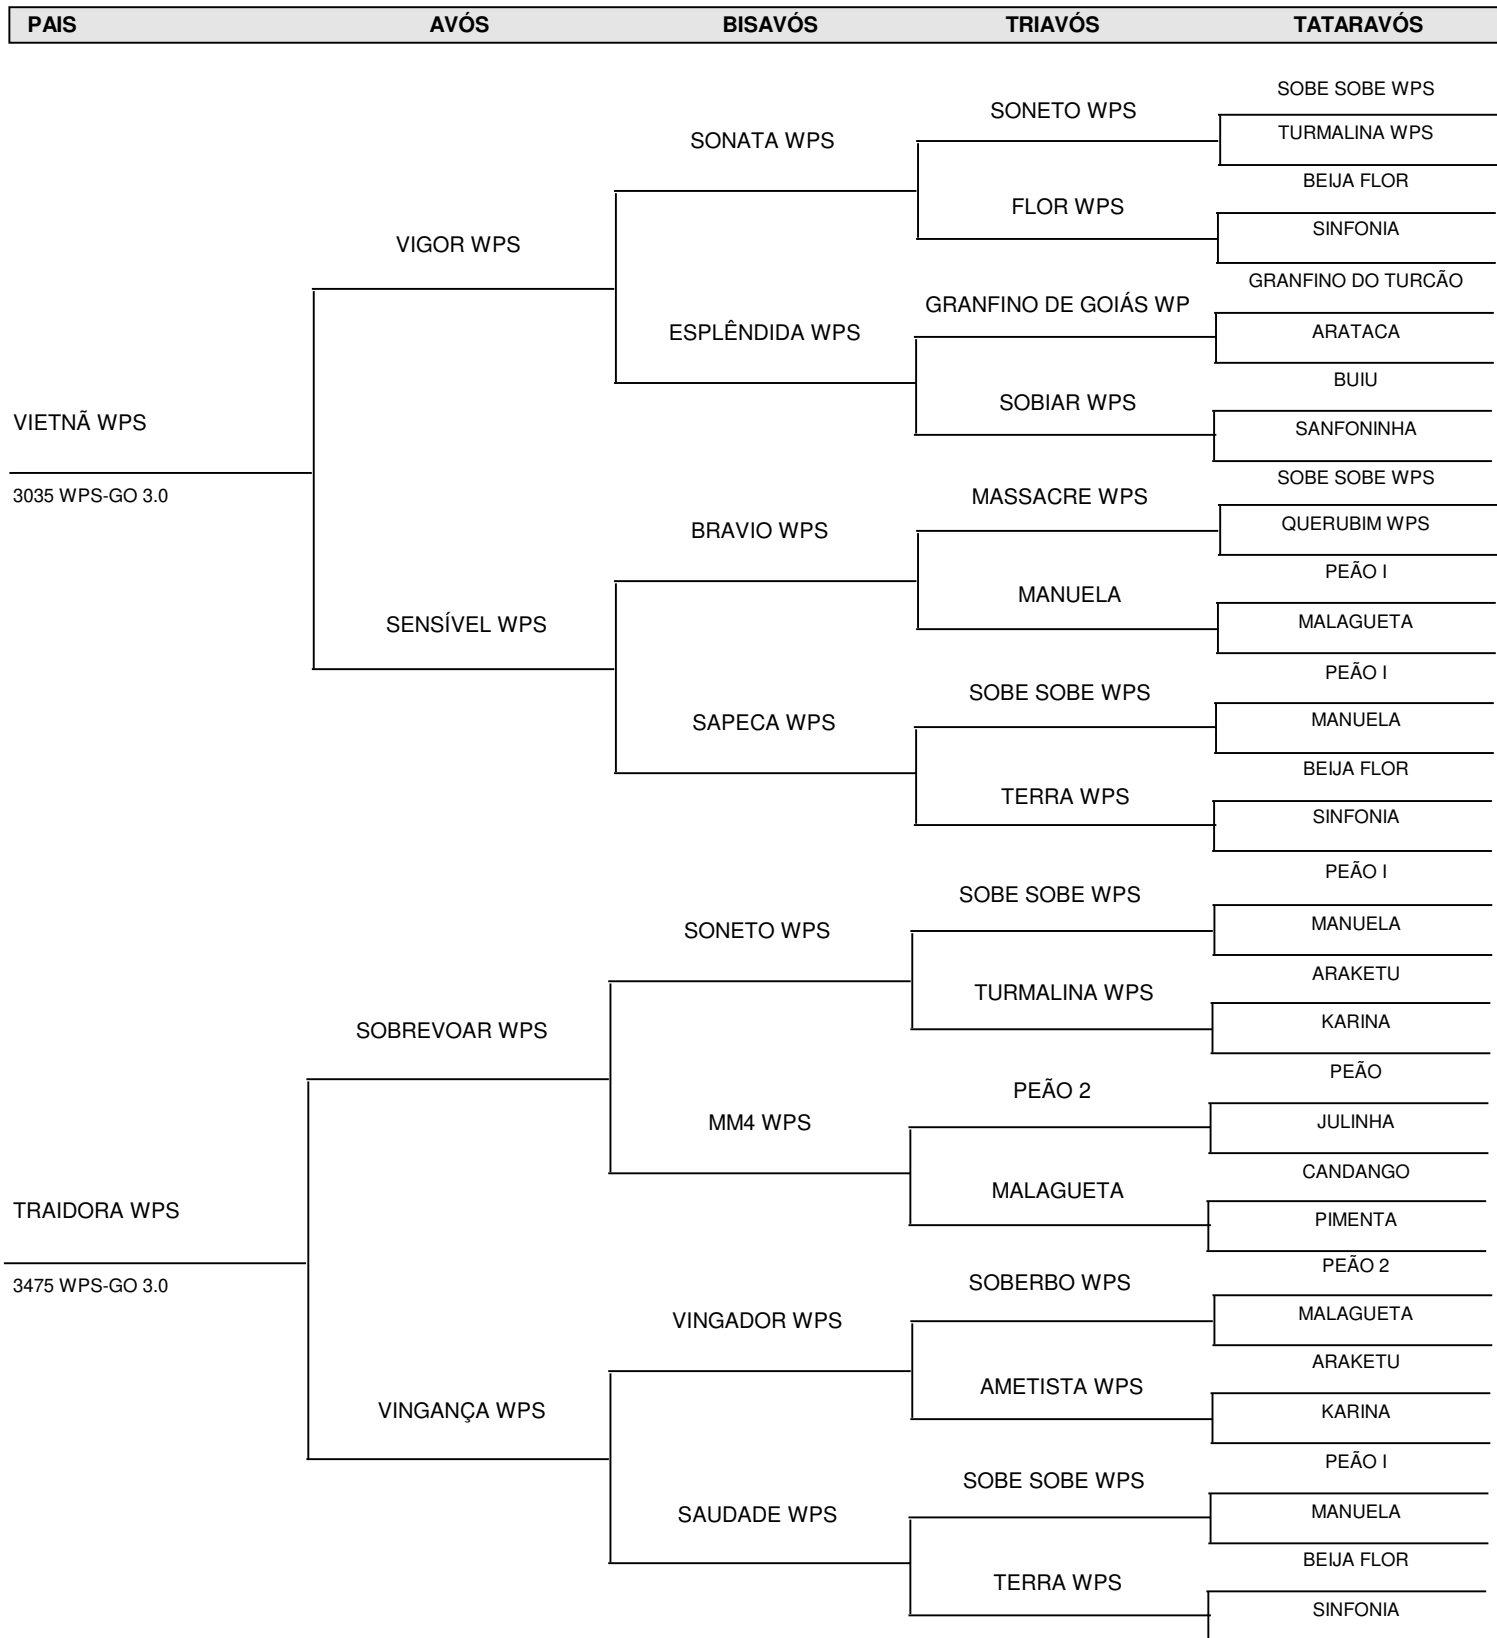 PAIS AVÓS BISAVÓS TRIAVÓS TATARAVÓS
SOBE SOBE WPS
SONETO WPS
TURMALINA WPS
SONATA WPS
BEIJA FLOR
FLOR WPS
SINFONIA
VIGOR WPS
GRANFINO DO TURCÃO
GRANFINO DE GOIÁS WP
ARATACA
ESPLÊNDIDA WPS
BUIU
SOBIAR WPS
VIETNÃ WPS
SANFONINHA
SOBE SOBE WPS
3035 WPS-GO 3.0
MASSACRE WPS
QUERUBIM WPS
BRAVIO WPS
PEÃO I
MANUELA
MALAGUETA
SENSÍVEL WPS
PEÃO I
SOBE SOBE WPS
MANUELA
SAPECA WPS
BEIJA FLOR
TERRA WPS
SINFONIA
PEÃO I
SOBE SOBE WPS
MANUELA
SONETO WPS
ARAKETU
TURMALINA WPS
KARINA
SOBREVOAR WPS
PEÃO
PEÃO 2
JULINHA
MM4 WPS
CANDANGO
MALAGUETA
TRAIDORA WPS
PIMENTA
PEÃO 2
3475 WPS-GO 3.0
SOBERBO WPS
MALAGUETA
VINGADOR WPS
ARAKETU
AMETISTA WPS
KARINA
VINGANÇA WPS
PEÃO I
SOBE SOBE WPS
MANUELA
SAUDADE WPS
BEIJA FLOR
TERRA WPS
SINFONIA